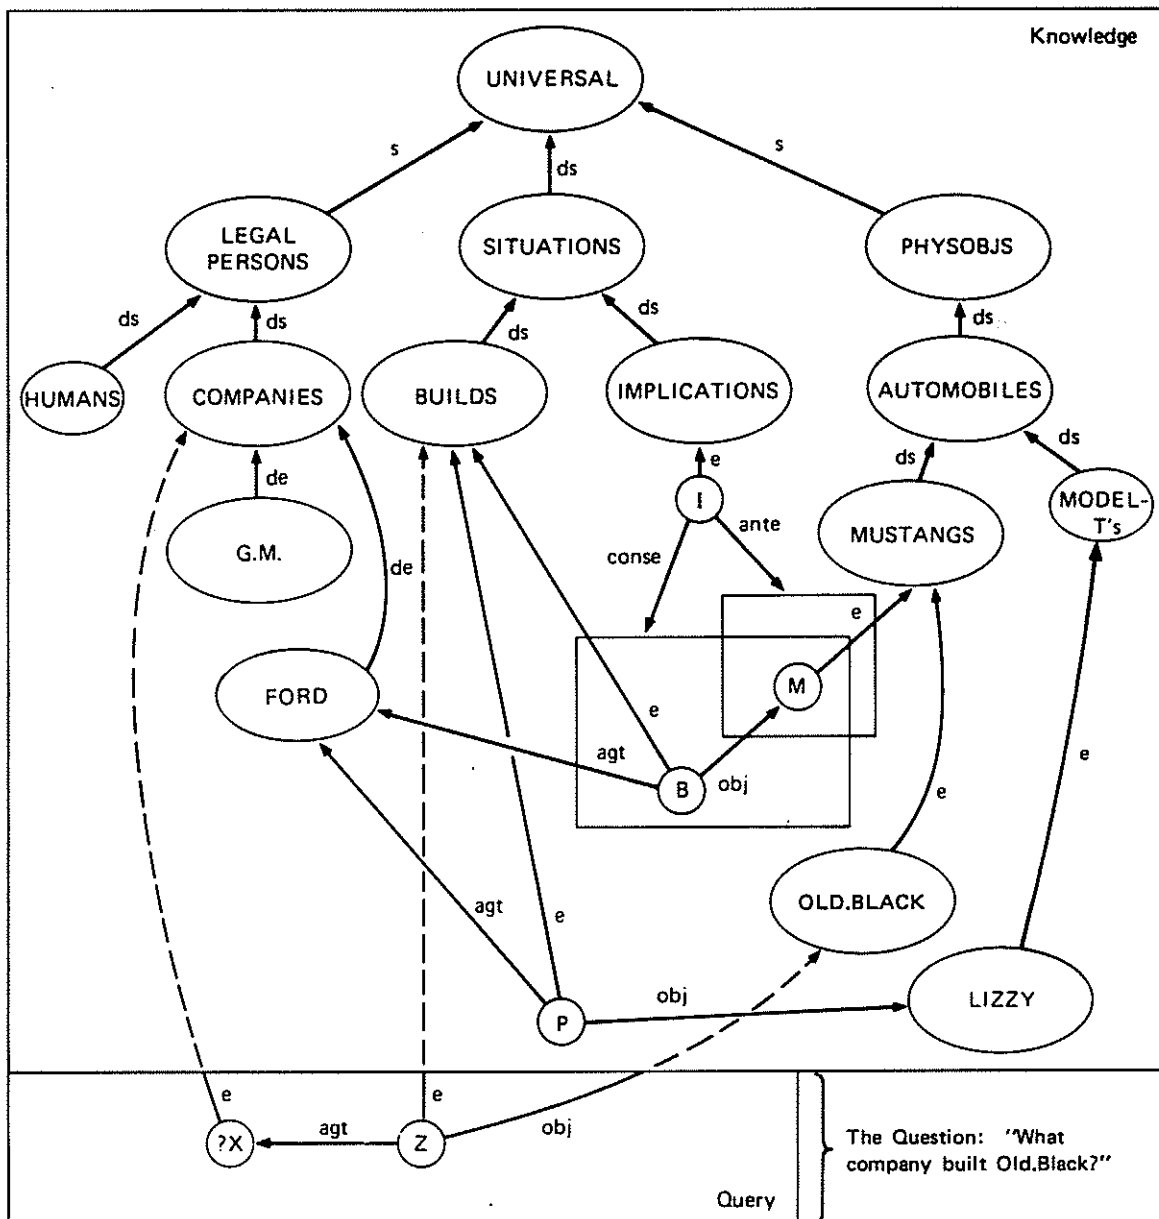 Knowledge
UNIVERSAL
s
ds
s
LEGAL
PERSONS
SITUATIONS
PHYSOBJS
ds
ds
ds
ds
ds
HUMANS
COMPANIES
BUILDS
IMPLICATIONS
AUTOMOBILES
de
e
ds
ds
I
MODEL-
T's
G.M.
conse
ante
MUSTANGS
de
e
FORD
M
e
agt
B
obj
e
e
OLD.BLACK
agt
e
P
obj
LIZZY
e
e
?X
agt
Z
obj
The Question: "What
company built Old.Black?"
Query